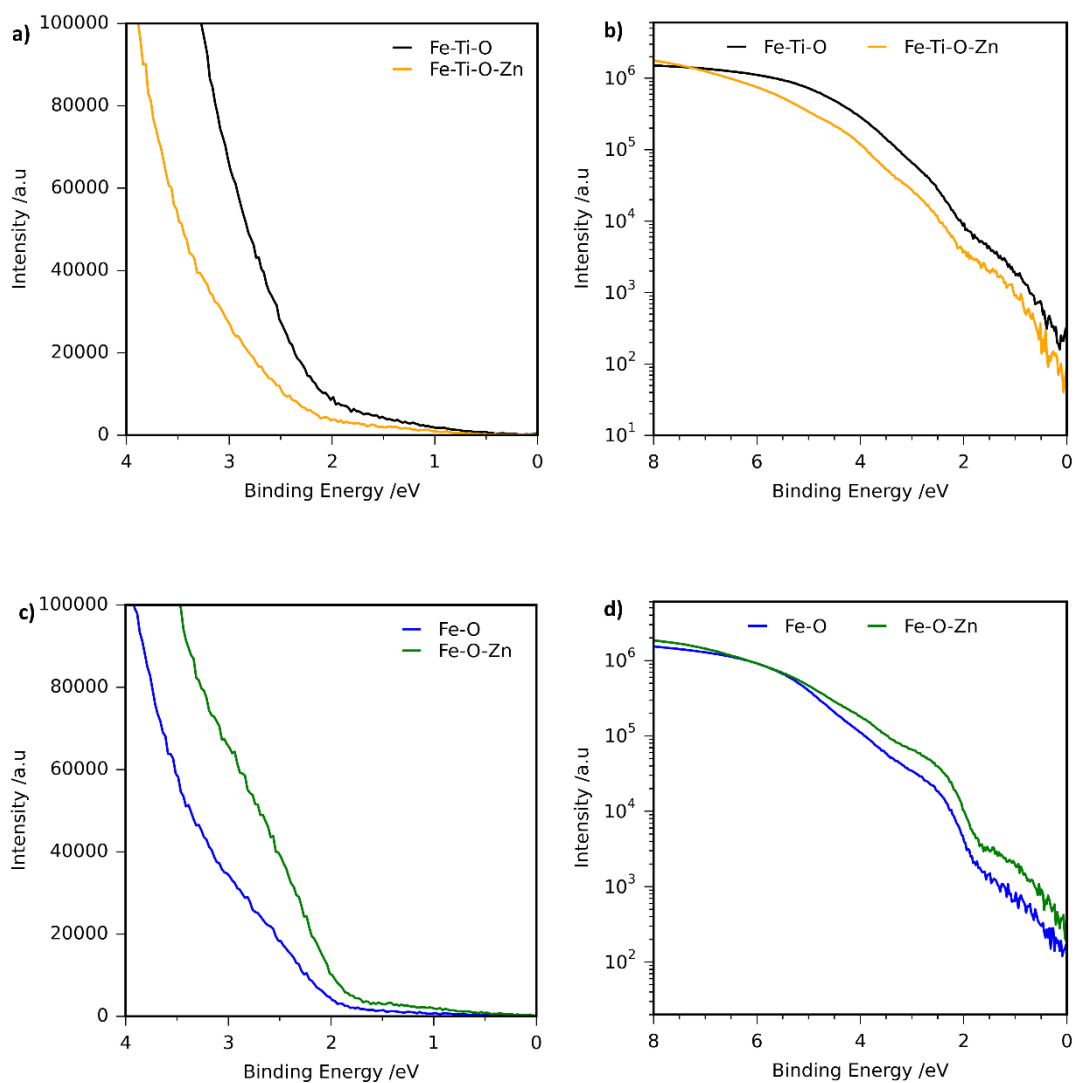 a)
100000
80000
60000
40000
20000
0
Intensity /a.u
4
3
2
1
0
Binding Energy /eV
Fe-Ti-O
Fe-Ti-O-Zn
b)
10^6
10^5
10^4
10^3
10^2
10^1
Intensity /a.u
8
6
4
2
0
Binding Energy /eV
Fe-Ti-O
Fe-Ti-O-Zn
c)
100000
80000
60000
40000
20000
0
Intensity /a.u
4
3
2
1
0
Binding Energy /eV
Fe-O
Fe-O-Zn
d)
10^6
10^5
10^4
10^3
10^2
Intensity /a.u
8
6
4
2
0
Binding Energy /eV
Fe-O
Fe-O-Zn